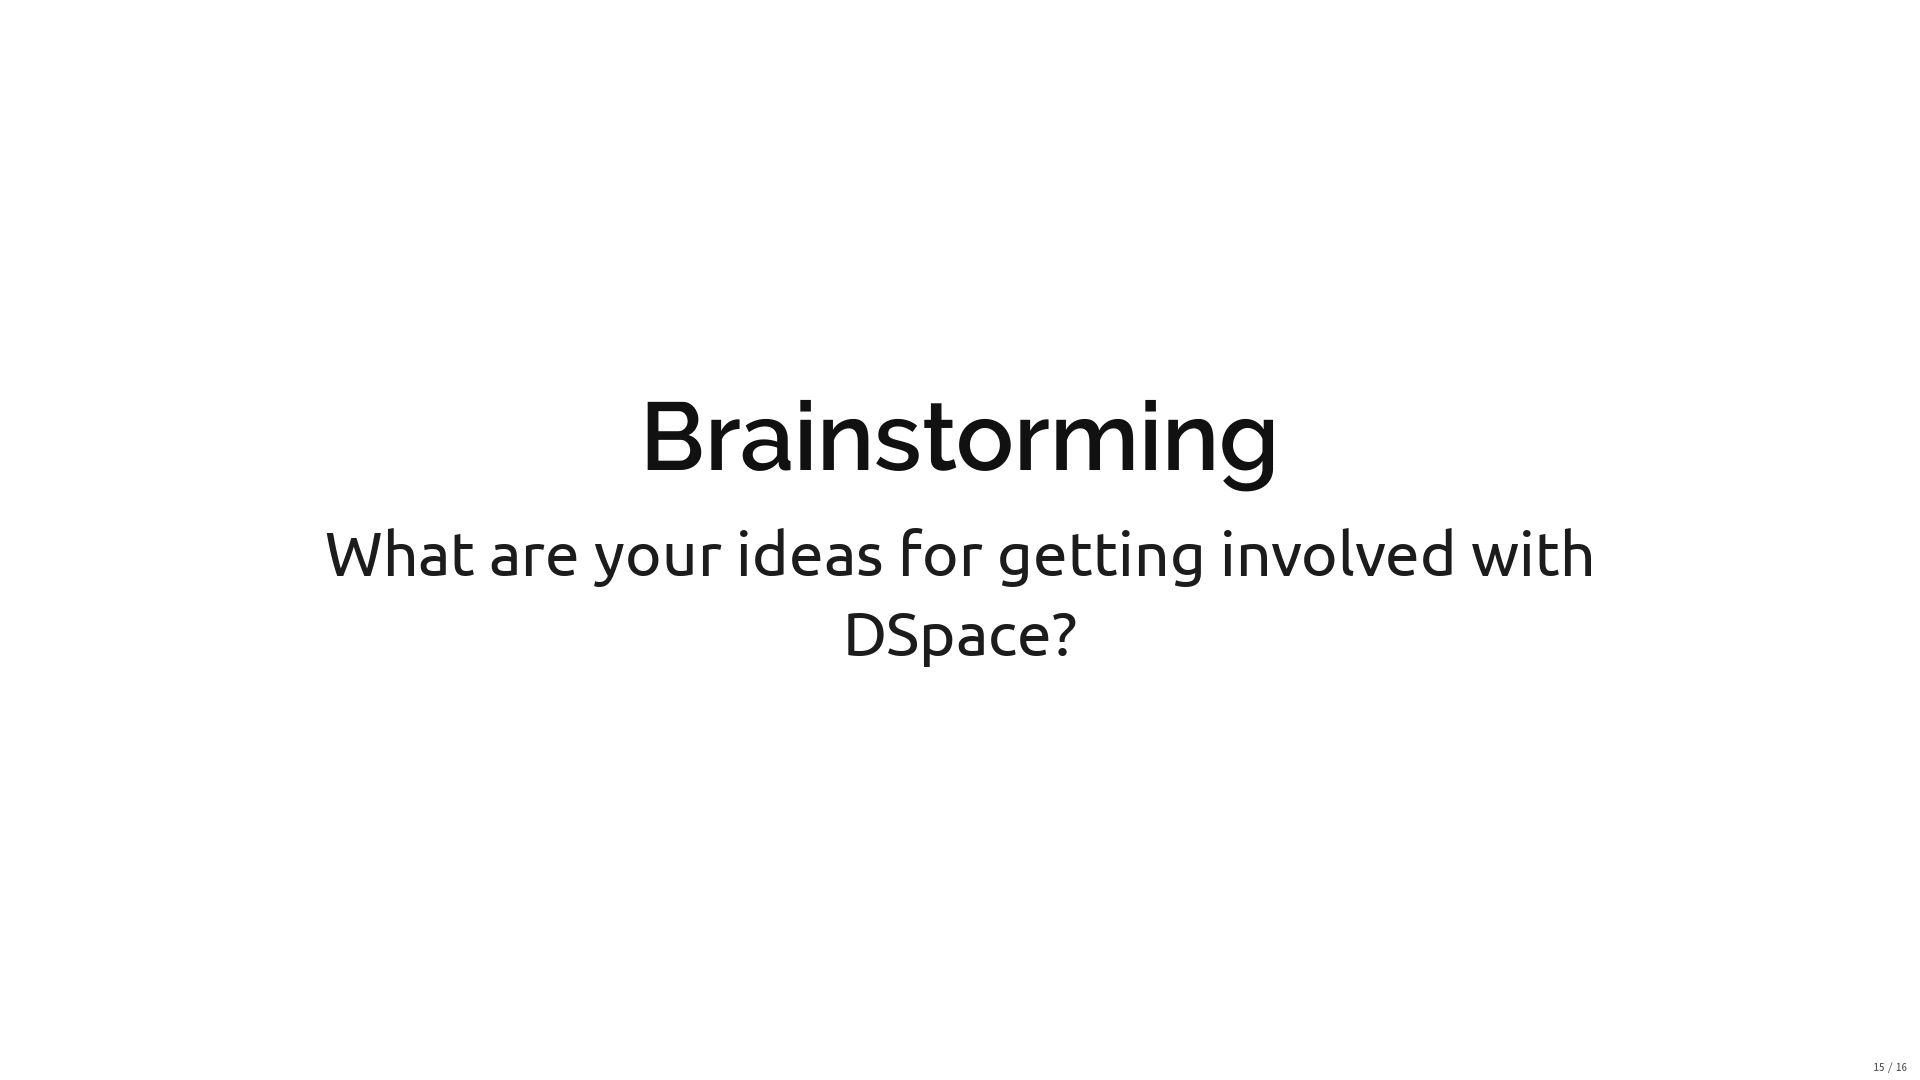 Brainstorming
What are your ideas for getting involved with
DSpace?
15 / 16